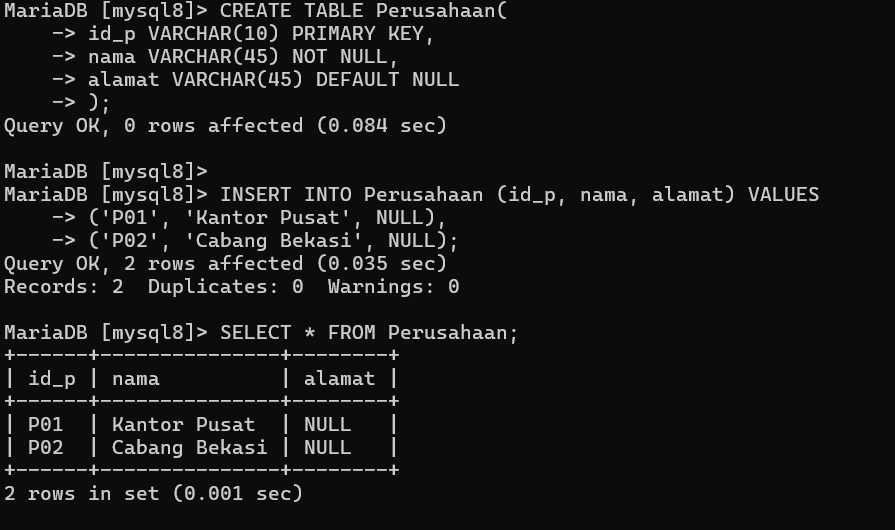 MariaDB [mysql8]> CREATE TABLE Perusahaan(
    -> id_p VARCHAR(10) PRIMARY KEY,
    -> nama VARCHAR(45) NOT NULL,
    -> alamat VARCHAR(45) DEFAULT NULL
    -> );
Query OK, 0 rows affected (0.084 sec)

MariaDB [mysql8]>
MariaDB [mysql8]> INSERT INTO Perusahaan (id_p, nama, alamat) VALUES
    -> ('P01', 'Kantor Pusat', NULL),
    -> ('P02', 'Cabang Bekasi', NULL);
Query OK, 2 rows affected (0.035 sec)
Records: 2  Duplicates: 0  Warnings: 0

MariaDB [mysql8]> SELECT * FROM Perusahaan;
+------+---------------+--------+
| id_p | nama          | alamat |
+------+---------------+--------+
| P01  | Kantor Pusat  | NULL   |
| P02  | Cabang Bekasi | NULL   |
+------+---------------+--------+
2 rows in set (0.001 sec)